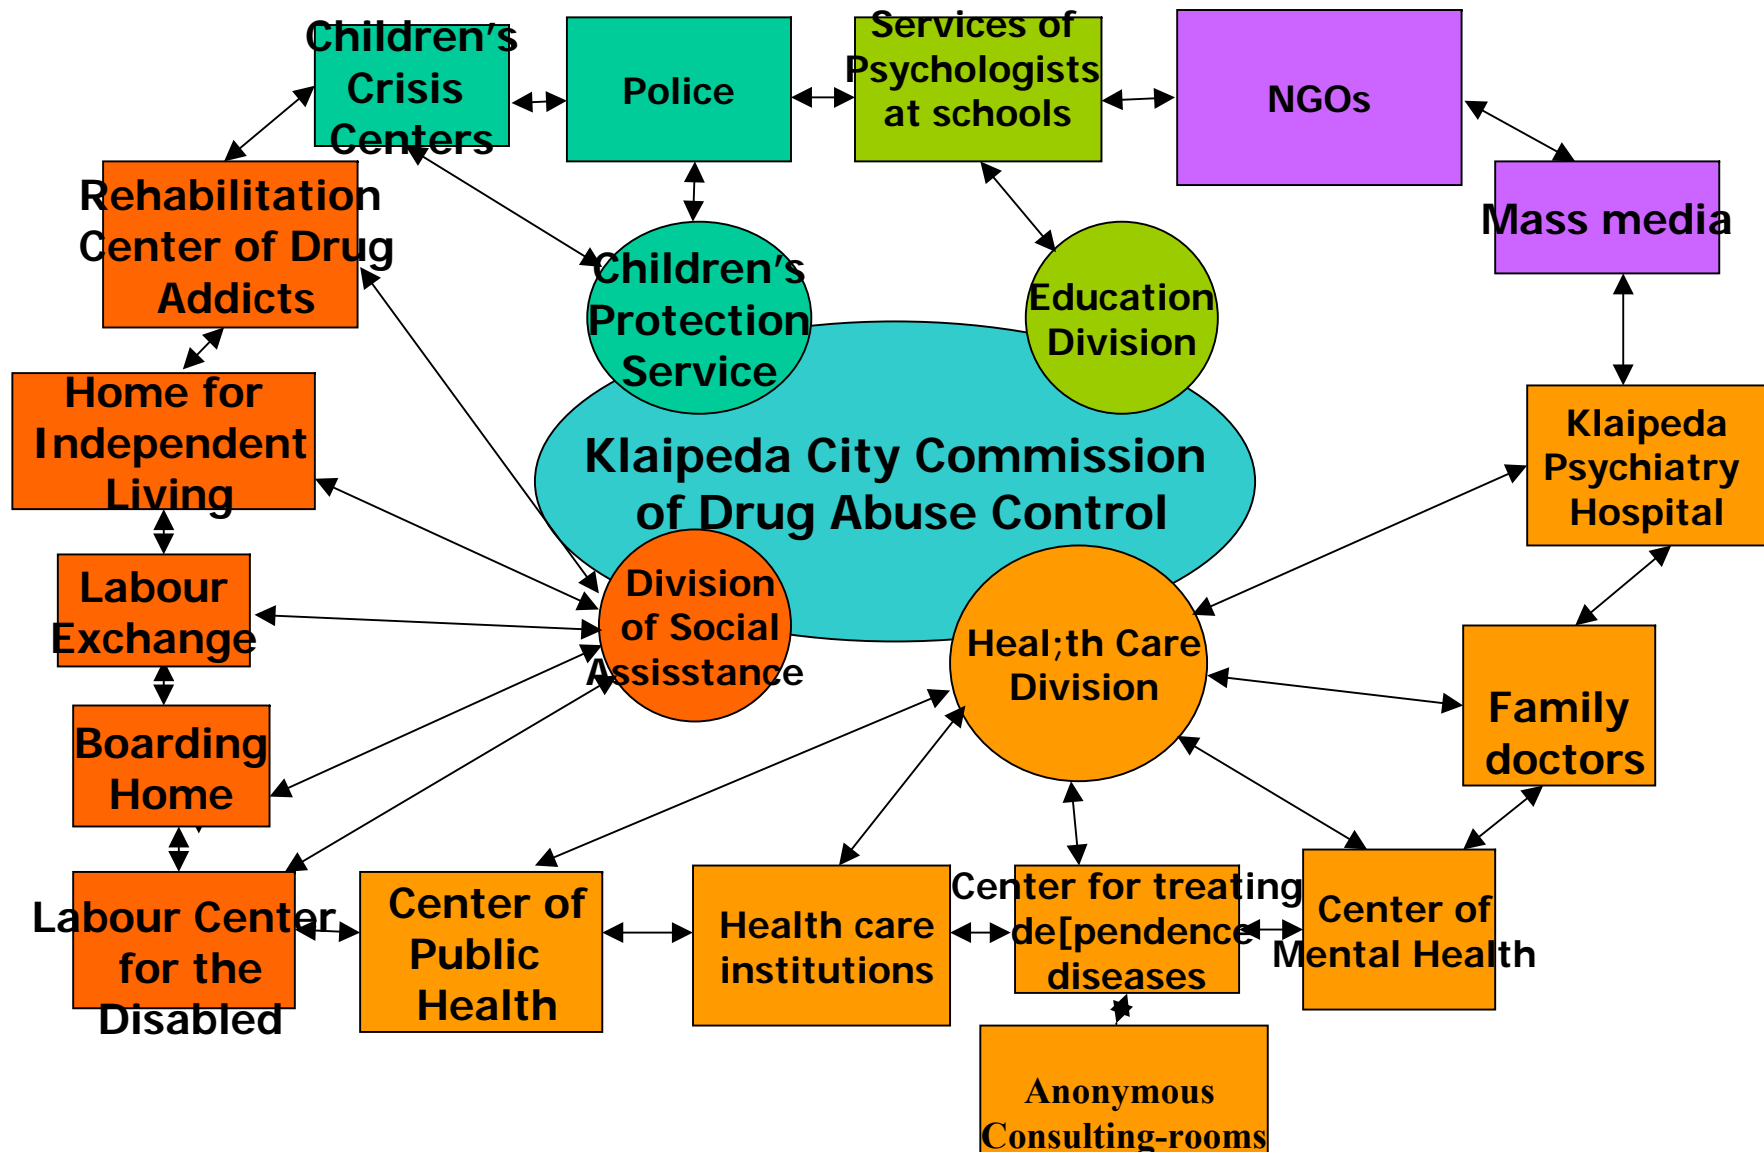 Children's
Crisis
Centers
Police
Services of
Psychologists
at schools
NGOs
Mass media
Rehabilitation
Center of Drug
Addicts
Children's
Protection
Service
Education
Division
Home for
Independent
Living
Klaipeda City Commission
of Drug Abuse Control
Klaipeda
Psychiatry
Hospital
Labour
Exchange
Division
of Social
Assisstance
Heal;th Care
Division
Family
doctors
Boarding
Home
Labour Center
for the
Disabled
Center of
Public
Health
Health care
institutions
Center for treating
de[pendence
diseases
Center of
Mental Health
Anonymous
Consulting-rooms